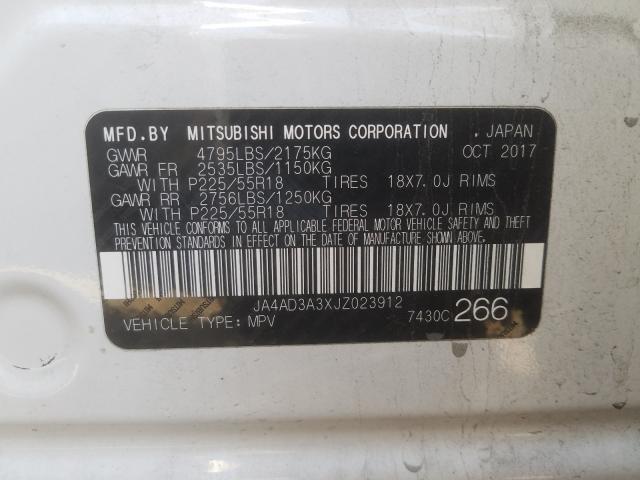 MFD.BY MITSUBISHI MOTORS CORPORATION , JAPAN
GVWR 4795LBS/2175KG OCT 2017
GAWR FR 2535LBS/1150KG
WITH P225/55R18 TIRES 18X7.0J RIMS
GAWR RR 2756LBS/1250KG
WITH P225/55R18 TIRES 18X7.0J RIMS
THIS VEHICLE CONFORMS TO ALL APPLICABLE FEDERAL MOTOR VEHICLE SAFETY AND THEFT
PREVENTION STANDARDS IN EFFECT ON THE DATE OF MANUFACTURE SHOWN ABOVE.
JA4AD3A3XJZ023912
VEHICLE TYPE: MPV 7430C 266